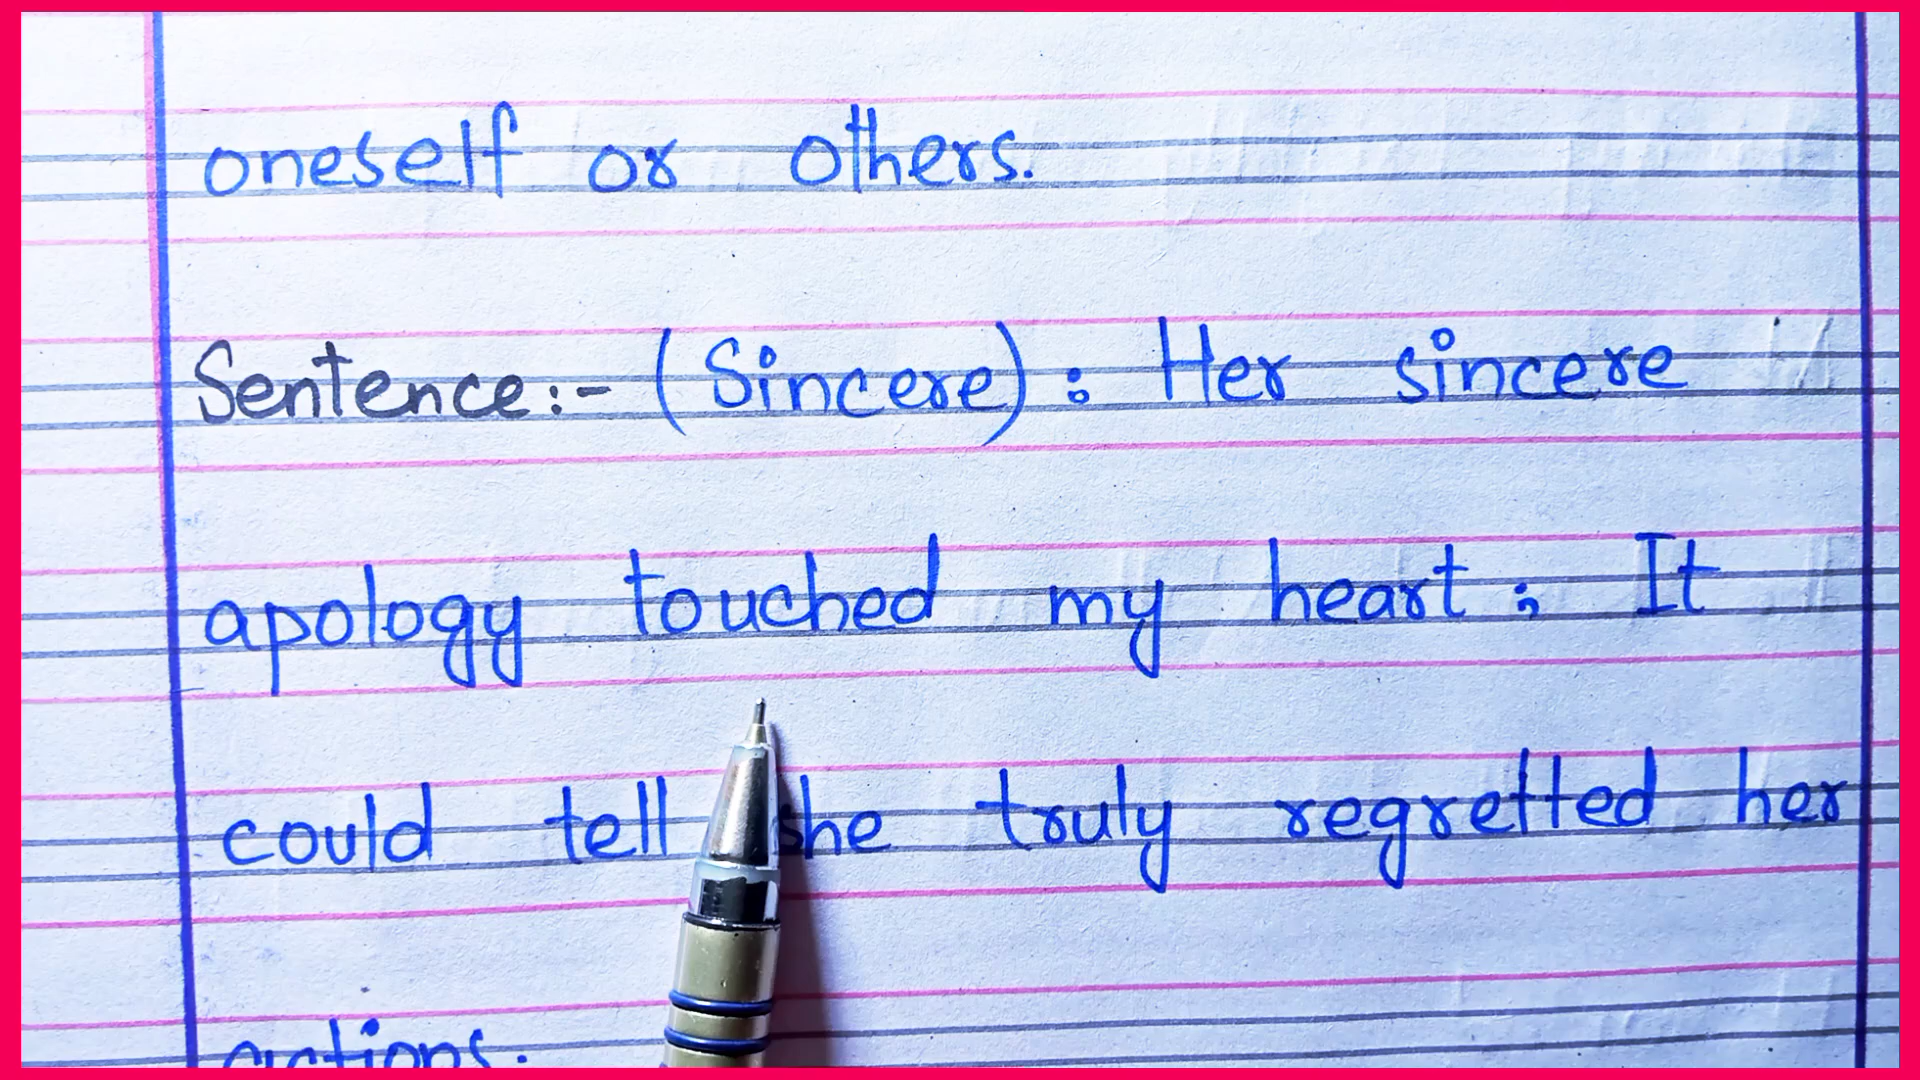 oneself or others.
Sentence:- (Sincere) : Her sincere
apology touched my heart ; It
could tell she truly regretted her
actions.